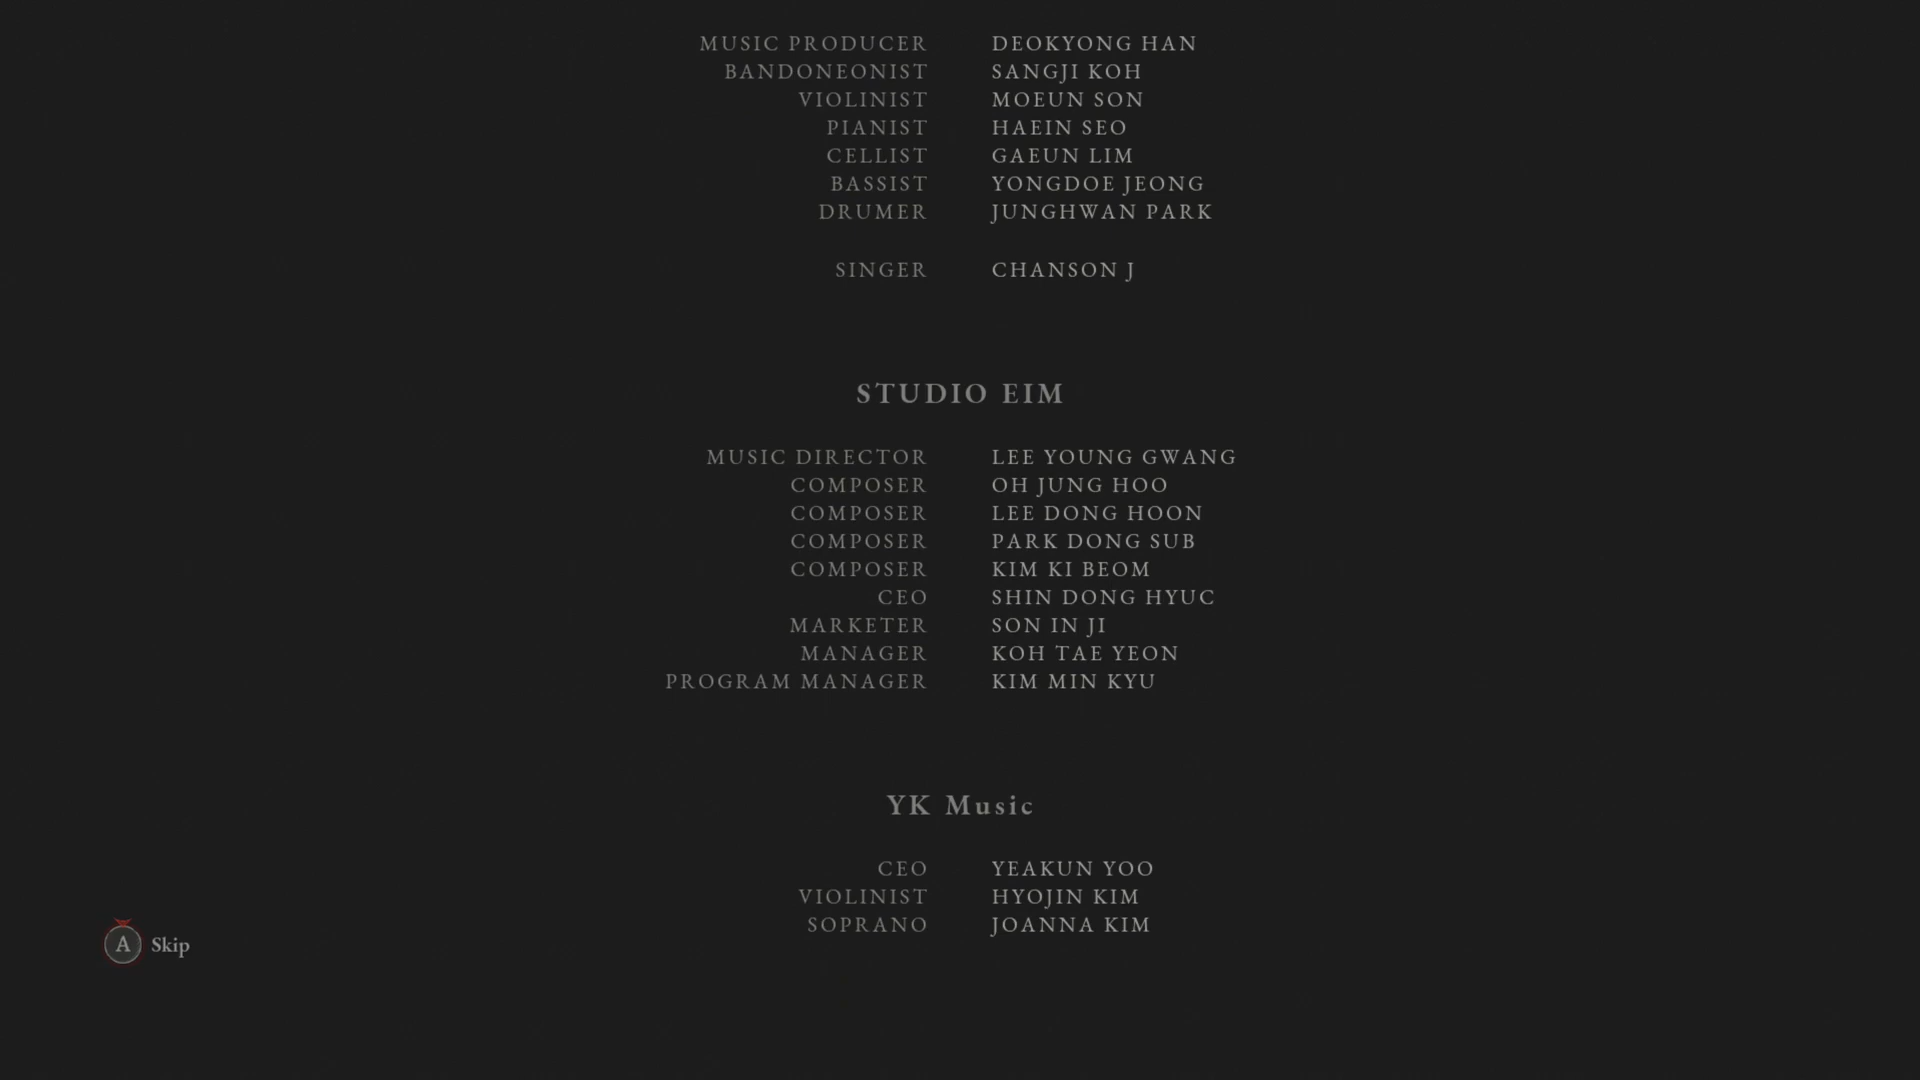 MUSIC PRODUCER DEOKYONG HAN
BANDONEONIST SANGJI KOH
VIOLINIST MOEUN SON
PIANIST HAEIN SEO
CELLIST GAEUN LIM
BASSIST YONGDOE JEONG
DRUMER JUNGHWAN PARK
SINGER CHANSON J
STUDIO EIM
MUSIC DIRECTOR LEE YOUNG GWANG
COMPOSER OH JUNG HOO
COMPOSER LEE DONG HOON
COMPOSER PARK DONG SUB
COMPOSER KIM KI BEOM
CEO SHIN DONG HYUC
MARKETER SON IN JI
MANAGER KOH TAE YEON
PROGRAM MANAGER KIM MIN KYU
YK Music
CEO YEAKUN YOO
VIOLINIST HYOJIN KIM
SOPRANO JOANNA KIM
A Skip